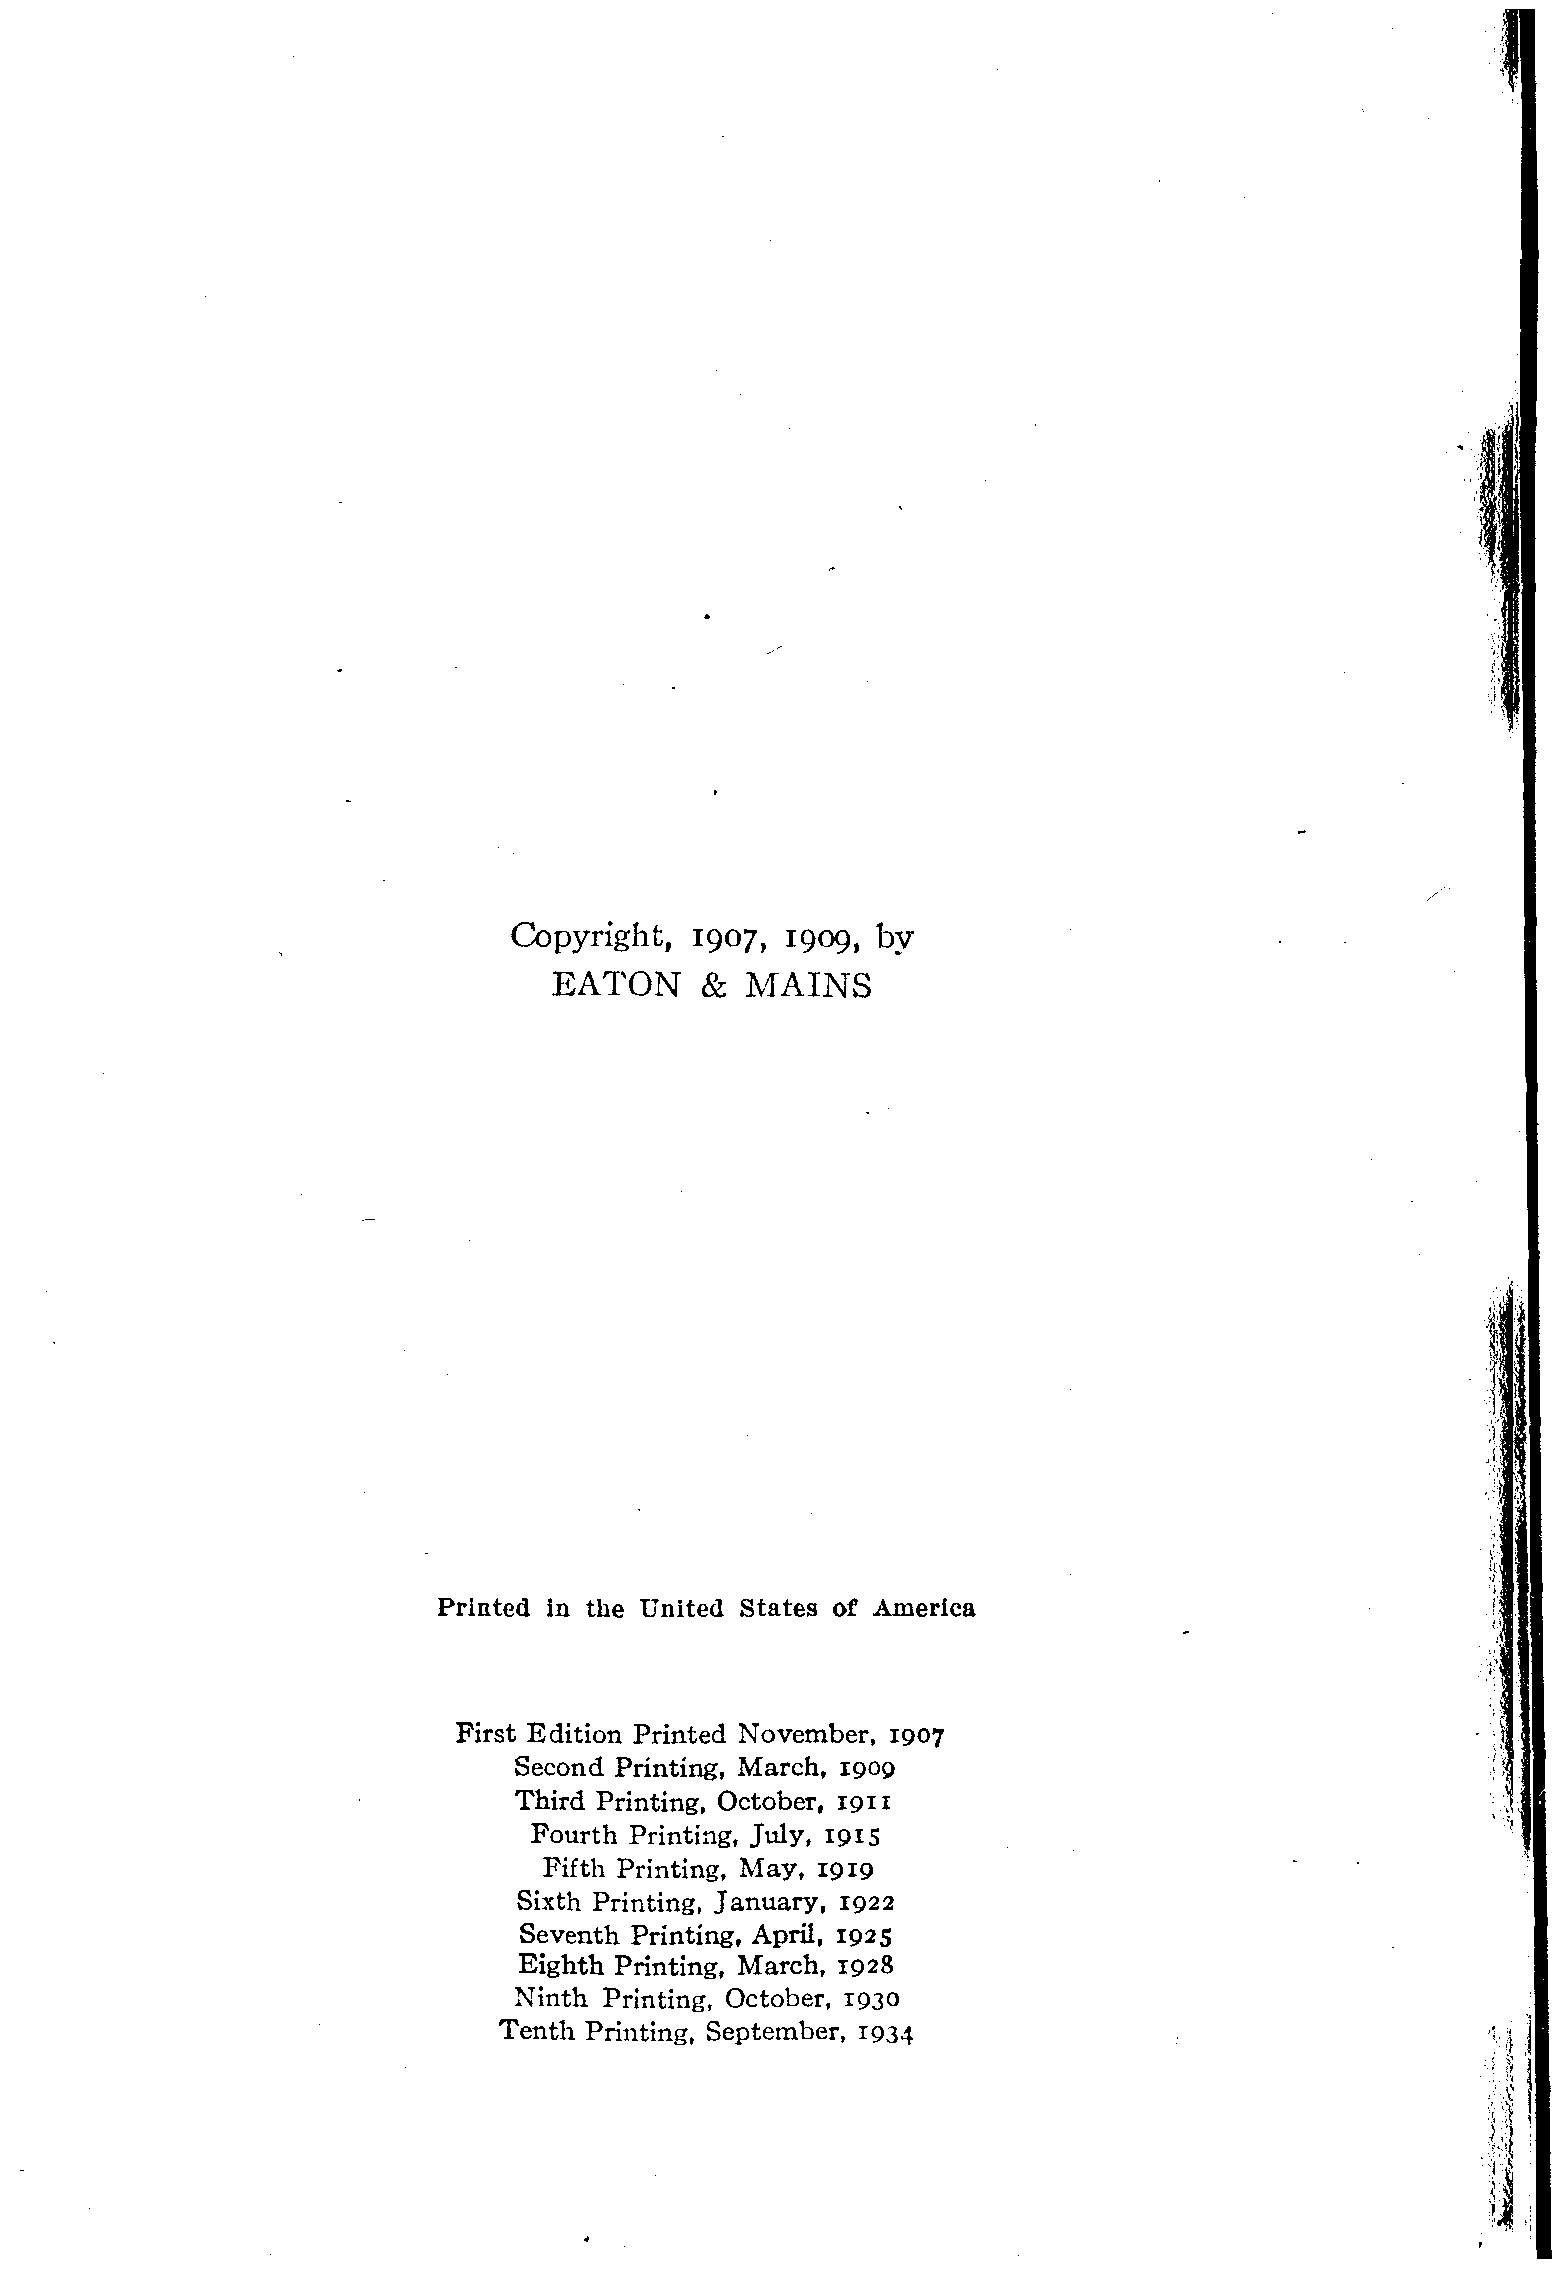 Copyright, 1907, 1909, by
EATON & MAINS
Printed in the United States of America
First Edition Printed November, 1907
Second Printing, March, 1909
Third Printing, October, 1911
Fourth Printing, July, 1915
Fifth Printing, May, 1919
Sixth Printing, January, 1922
Seventh Printing, April, 1925
Eighth Printing, March, 1928
Ninth Printing, October, 1930
Tenth Printing, September, 1934